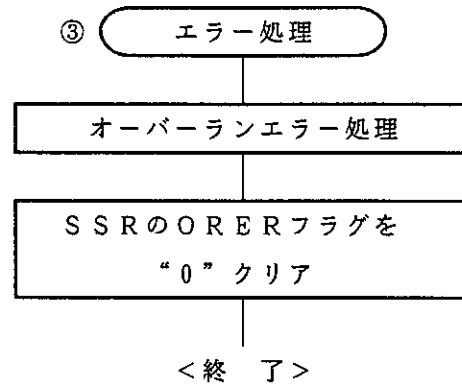 ③ エラー処理
オーバーランエラー処理
SSRのORERフラグを
“0”クリア
<終 了>